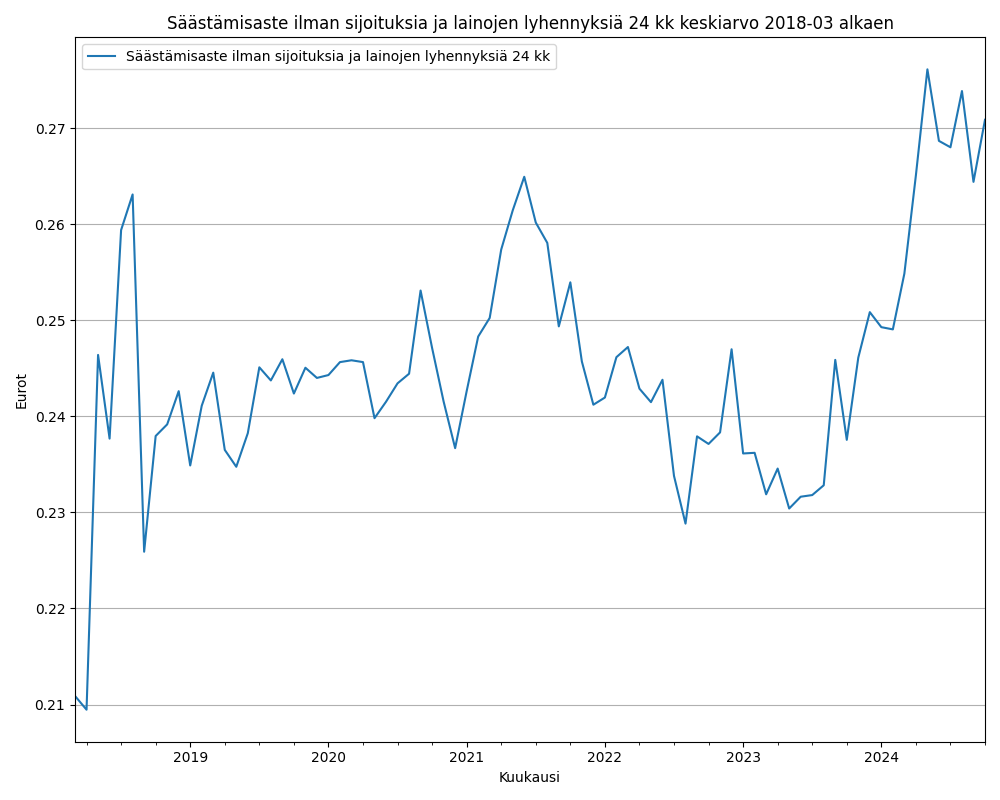 Säästämisaste ilman sijoituksia ja lainojen lyhennyksiä 24 kk keskiarvo 2018-03 alkaen
Säästämisaste ilman sijoituksia ja lainojen lyhennyksiä 24 kk
0.27
0.26
0.25
0.24
0.23
0.22
0.21
Eurot
2019 2020 2021 2022 2023 2024
Kuukausi